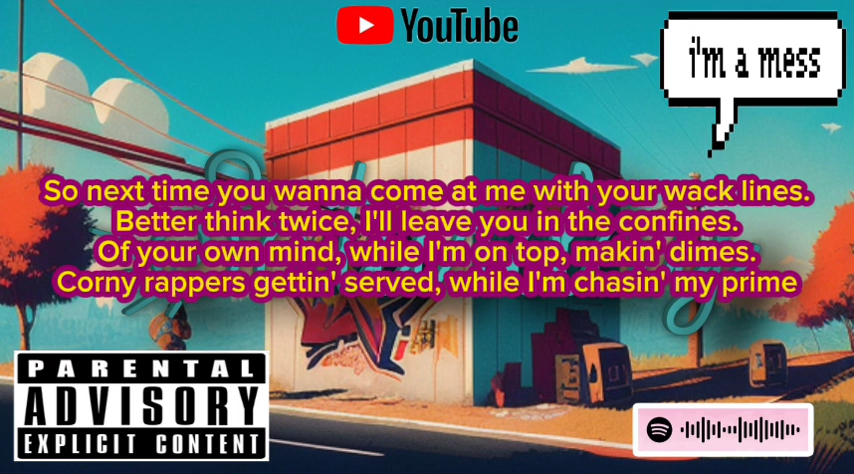 YouTube
i'm a mess
So next time you wanna come at me with your wack lines.
Better think twice, I'll leave you in the confines.
Of your own mind, while I'm on top, makin' dimes.
Corny rappers gettin' served, while I'm chasin' my prime
PARENTAL
ADVISORY
EXPLICIT CONTENT